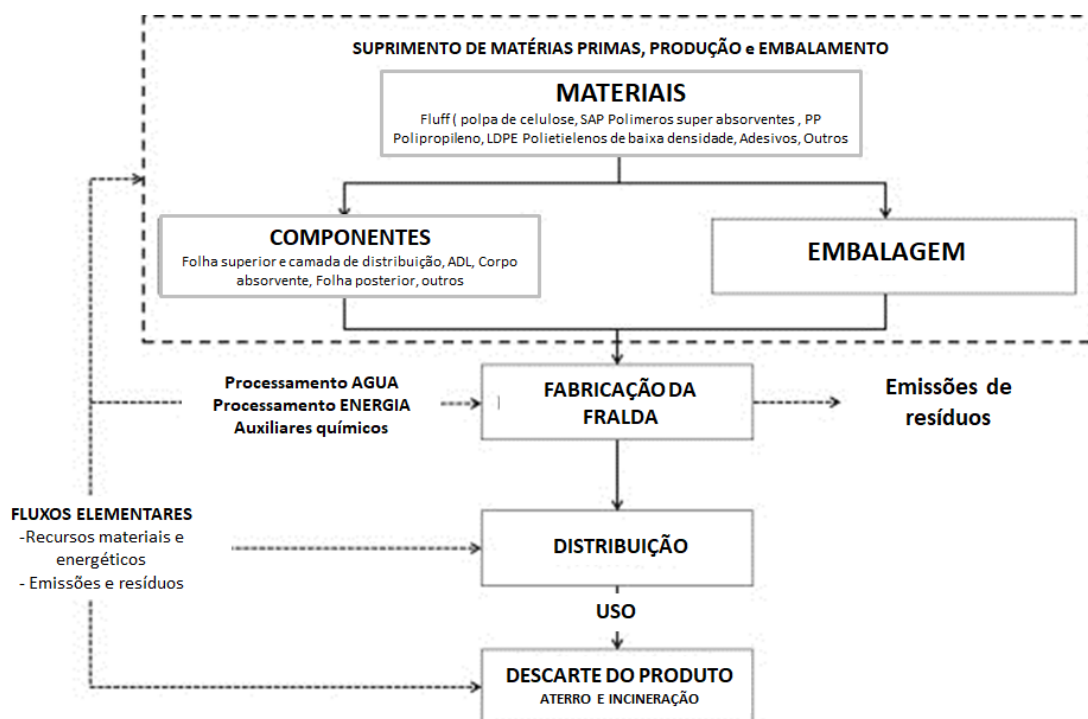 SUPRIMENTO DE MATÉRIAS PRIMAS, PRODUÇÃO e EMBALAMENTO
MATERIAIS
Fluff ( polpa de celulose, SAP Polimeros super absorventes , PP
Polipropileno, LDPE Polietielenos de baixa densidade, Adesivos, Outros
COMPONENTES
Folha superior e camada de distribuição, ADL, Corpo
absorvente, Folha posterior, outros
EMBALAGEM
Processamento AGUA
Processamento ENERGIA
Auxiliares químicos
FABRICAÇÃO DA
FRALDA
Emissões de
resíduos
FLUXOS ELEMENTARES
-Recursos materiais e
energéticos
- Emissões e resíduos
DISTRIBUIÇÃO
USO
DESCARTE DO PRODUTO
ATERRO E INCINERAÇÃO